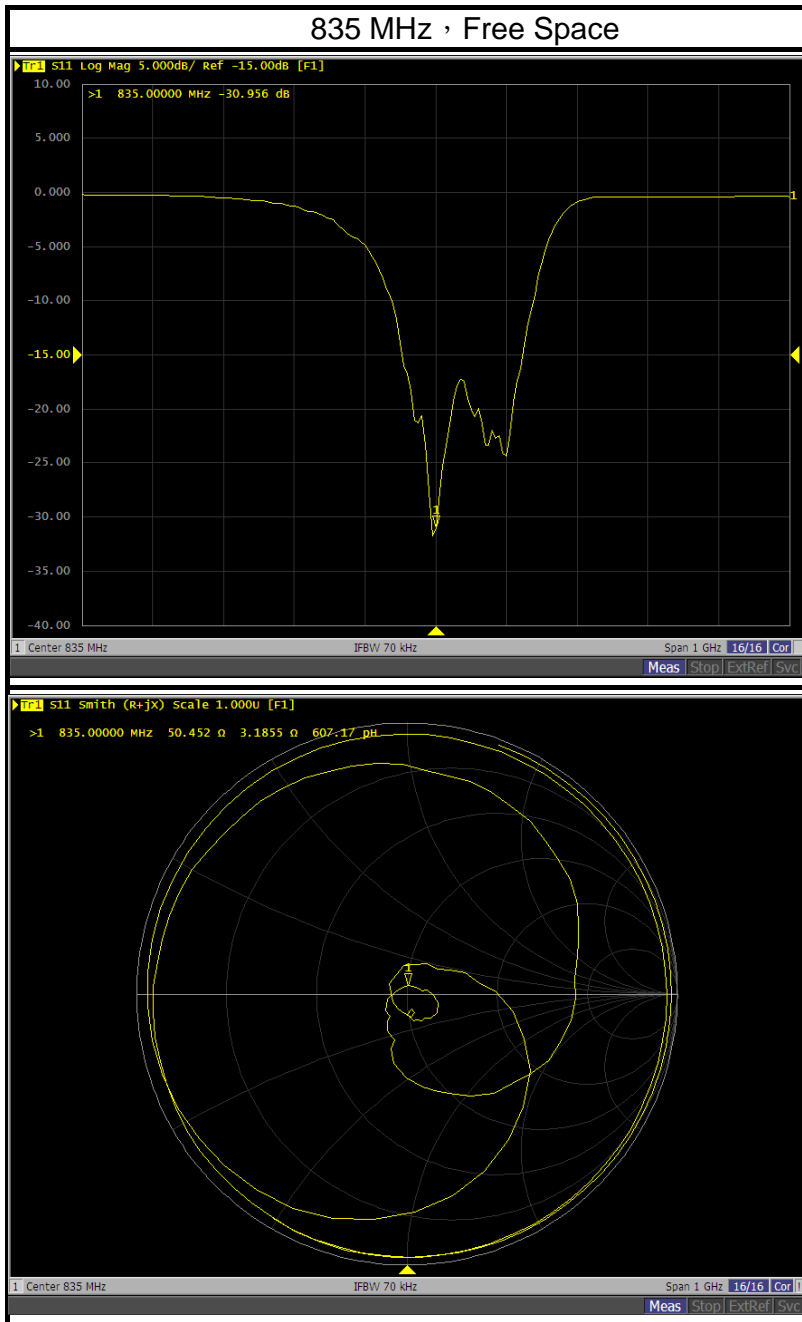 835 MHz，Free Space
Tr1 S11 Log Mag 5.000dB/ Ref -15.00dB [F1]
10.00
>1 835.00000 MHz -30.956 dB
5.000
0.000
1
-5.000
-10.00
-15.00
-20.00
-25.00
-30.00
1
-35.00
-40.00
1 Center 835 MHz IFBW 70 kHz Span 1 GHz 16/16 Cor
Meas Stop ExtRef Svc
Tr1 S11 Smith (R+jX) Scale 1.000U [F1]
>1 835.00000 MHz 50.452 Ω 3.1855 Ω 607.17 pH
1
1 Center 835 MHz IFBW 70 kHz Span 1 GHz 16/16 Cor !
Meas Stop ExtRef Svc